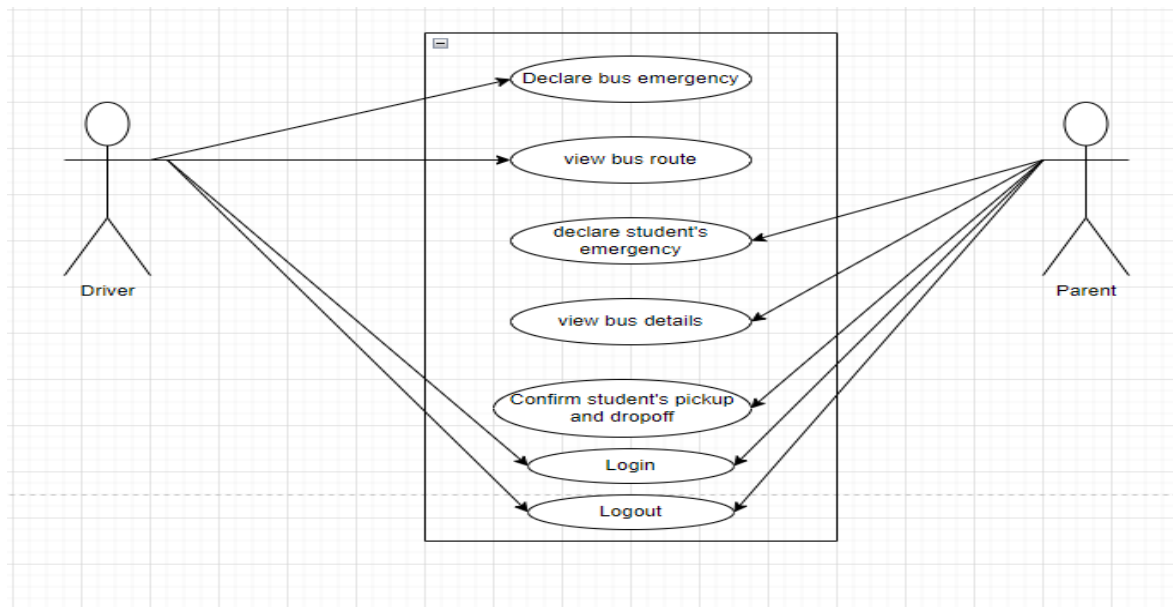 Declare bus emergency
view bus route
declare student's
emergency
Driver
Parent
view bus details
Confirm student's pickup
and dropoff
Login
Logout